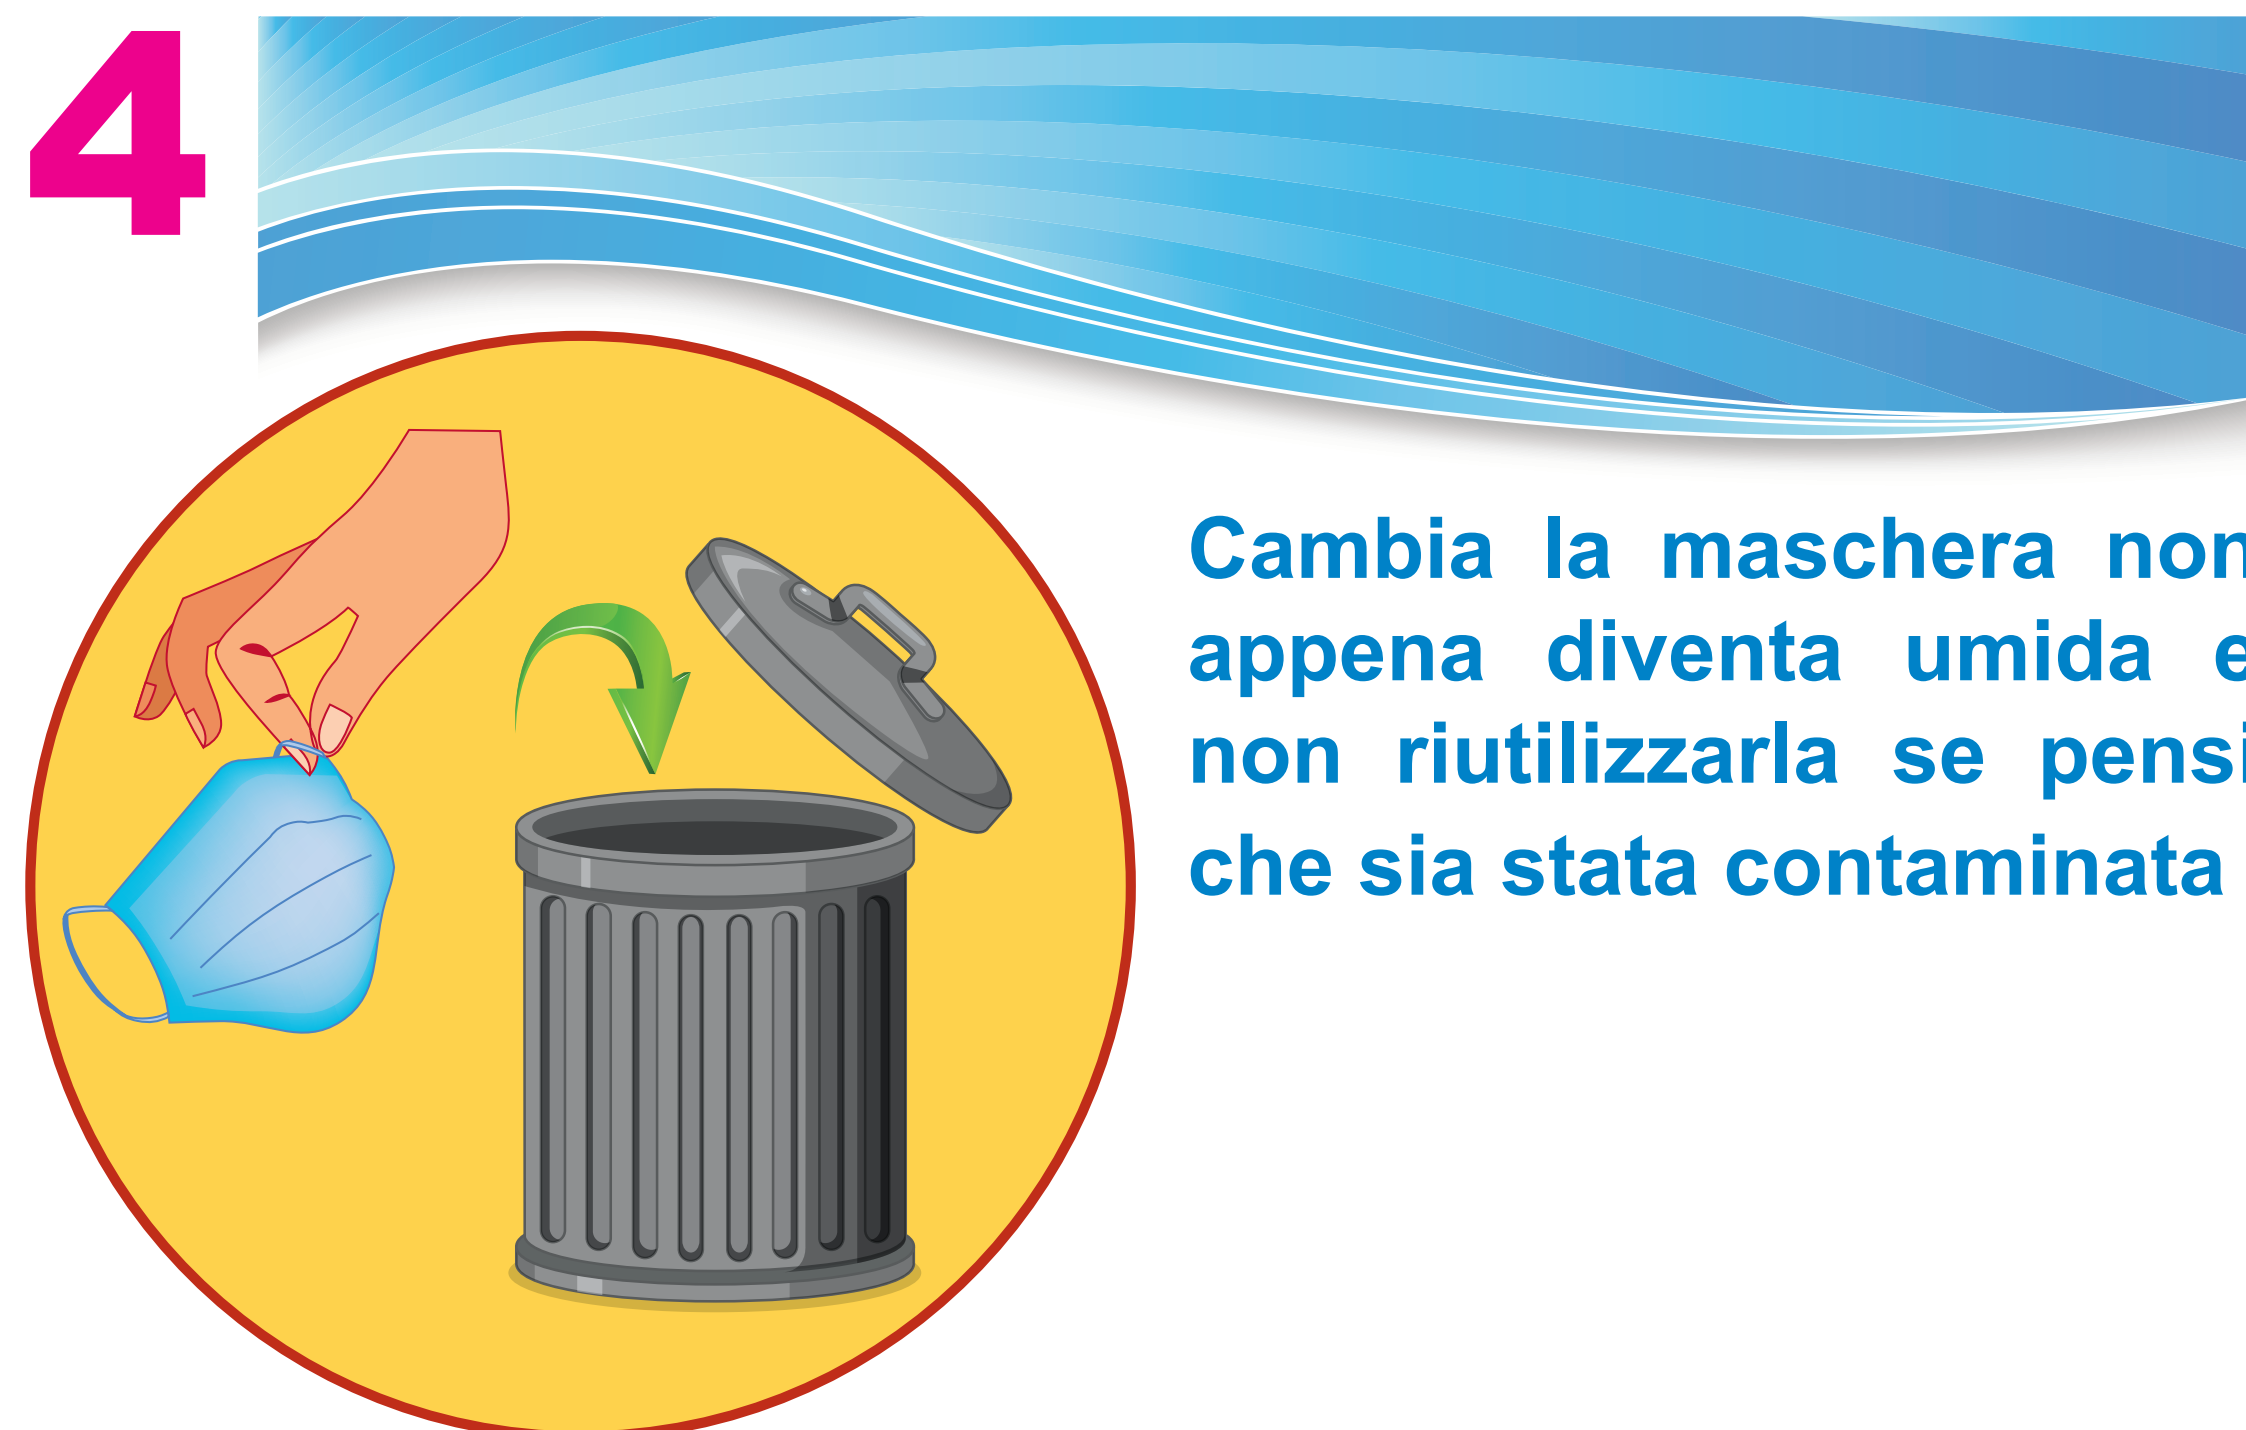 4
Cambia la maschera non
appena diventa umida e
non riutilizzarla se pensi
che sia stata contaminata